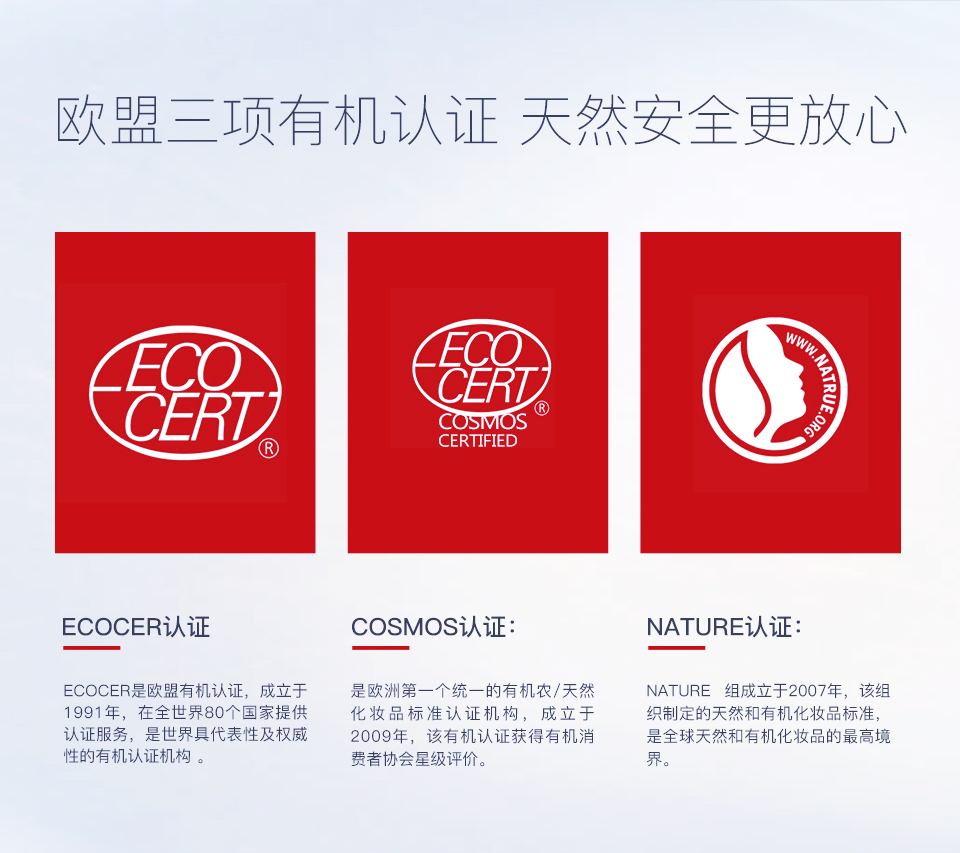 欧盟三项有机认证 天然安全更放心
ECO
CERT
®
ECO
CERT
®
COSMOS
CERTIFIED
WWW.NATRUE.ORG
ECOCER认证
ECOCER是欧盟有机认证，成立于
1991年，在全世界80个国家提供
认证服务，是世界具代表性及权威
性的有机认证机构 。
COSMOS认证：
是欧洲第一个统一的有机农/天然
化妆品标准认证机构，成立于
2009年，该有机认证获得有机消
费者协会星级评价。
NATURE认证：
NATURE 组成立于2007年，该组
织制定的天然和有机化妆品标准，
是全球天然和有机化妆品的最高境
界。